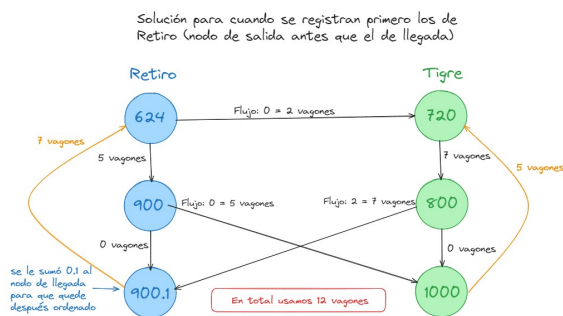 Solución para cuando se registran primero los de
Retiro (nodo de salida antes que el de llegada)
Retiro
Tigre
624
Flujo: 0 = 2 vagones
720
7 vagones
5 vagones
7 vagones
5 vagones
900
Flujo: 0 = 5 vagones
Flujo: 2 = 7 vagones
800
0 vagones
0 vagones
se le sumó 0.1 al
nodo de llegada
para que quede
después ordenado
900.1
En total usamos 12 vagones
1000